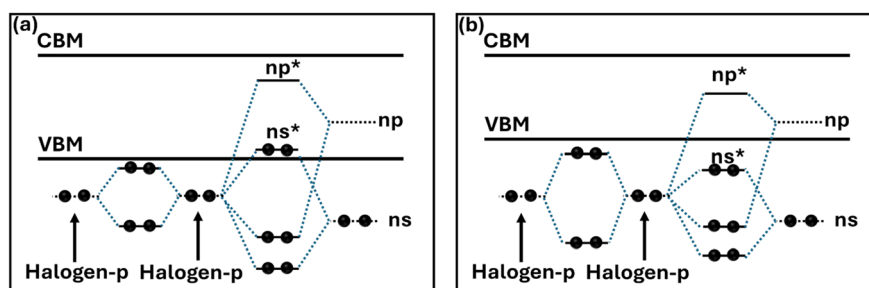 (a)
CBM
np*
np
ns*
VBM
ns
Halogen-p
Halogen-p
(b)
CBM
np*
np
VBM
ns*
ns
Halogen-p
Halogen-p